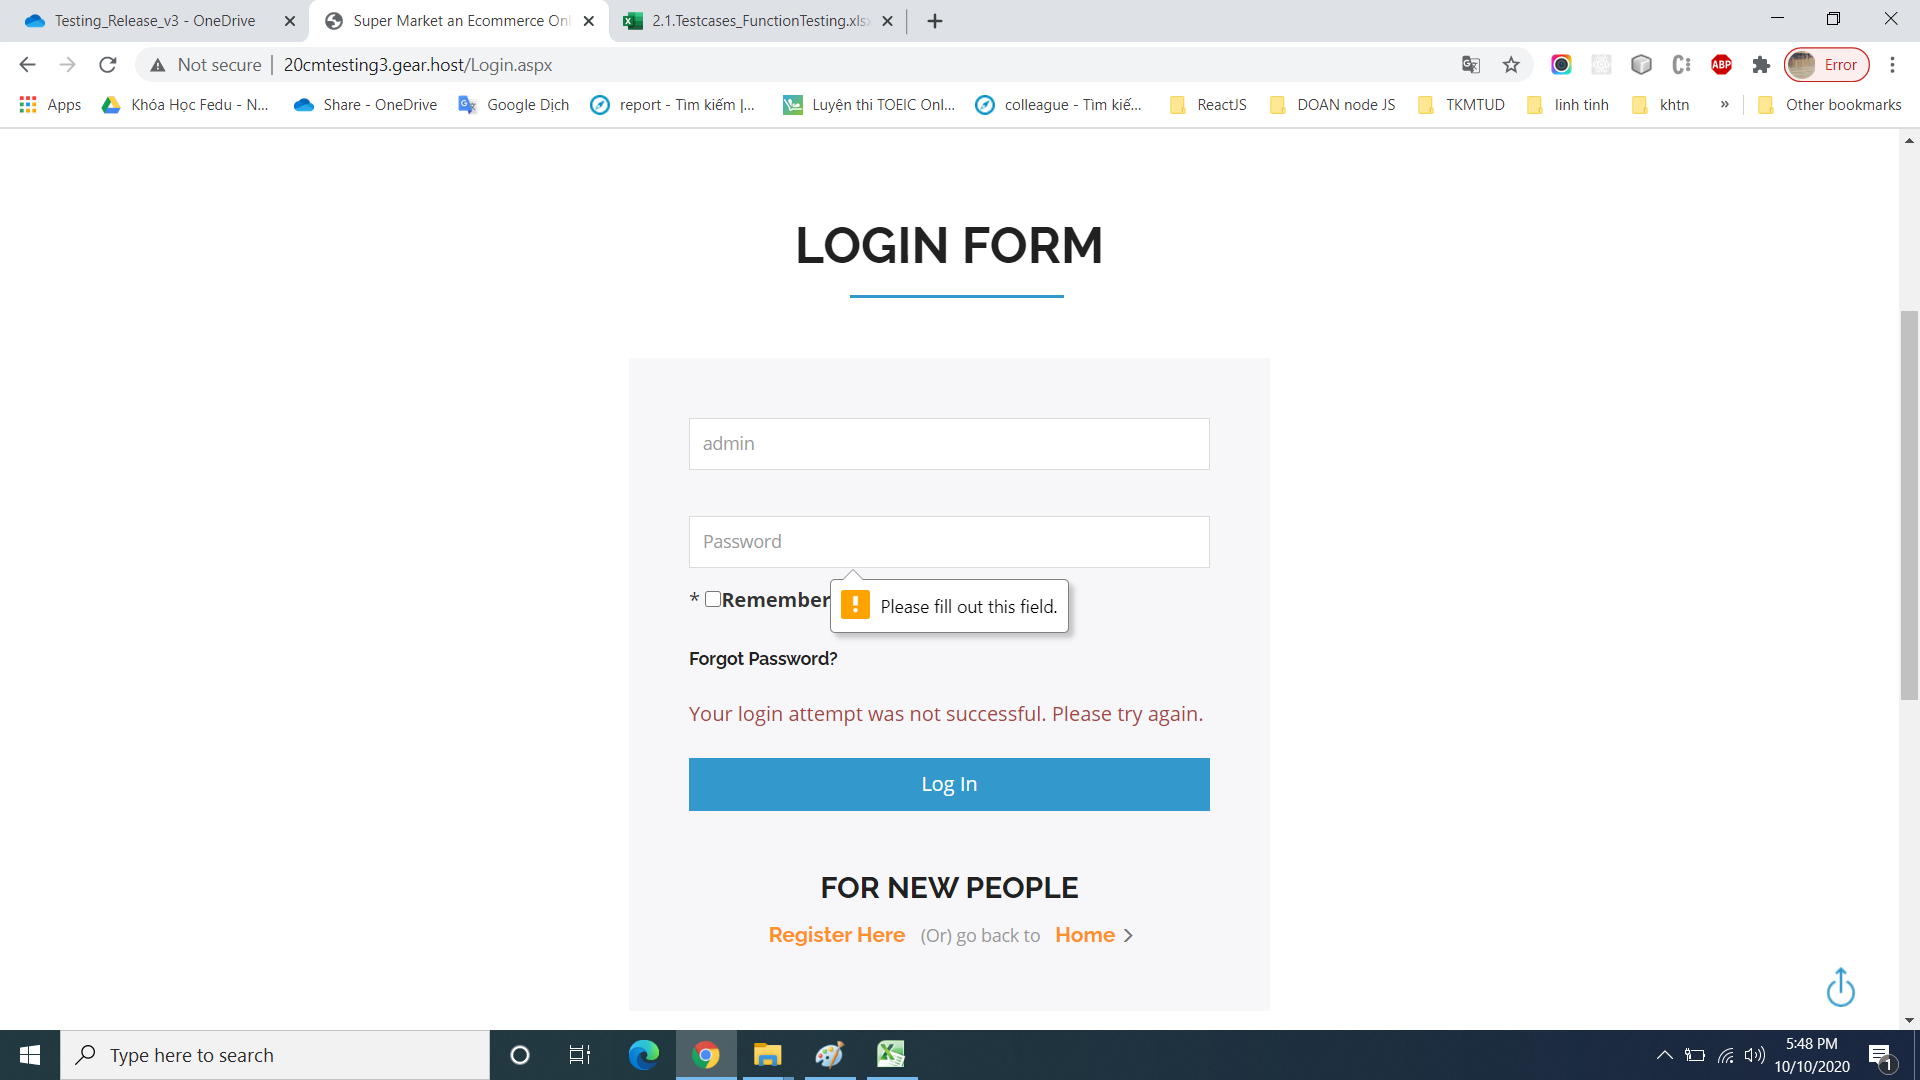 Testing_Release_v3 - OneDrive
Super Market an Ecommerce Onl
2.1.Testcases_FunctionTesting.xlsx
Not secure | 20cmtesting3.gear.host/Login.aspx
ABP
Error
Apps
Khóa Học Fedu - N...
Share - OneDrive
Google Dịch
report - Tìm kiếm |...
Luyện thi TOEIC Onl...
colleague - Tìm kiế...
ReactJS
DOAN node JS
TKMTUD
linh tinh
khtn
»
Other bookmarks
LOGIN FORM
admin
Password
* Remember
Please fill out this field.
Forgot Password?
Your login attempt was not successful. Please try again.
Log In
FOR NEW PEOPLE
Register Here (Or) go back to Home
Type here to search
5:48 PM
10/10/2020
1